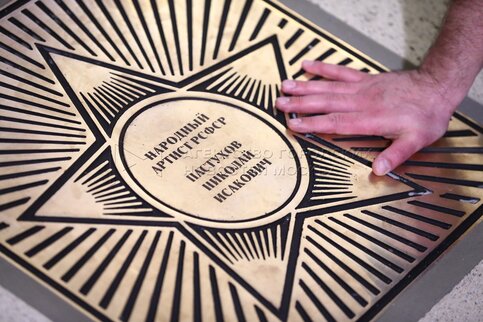 НАРОДНЫЙ
АРТИСТ РСФСР
ПАСТУХОВ
НИКОЛАЙ
ИСАКОВИЧ